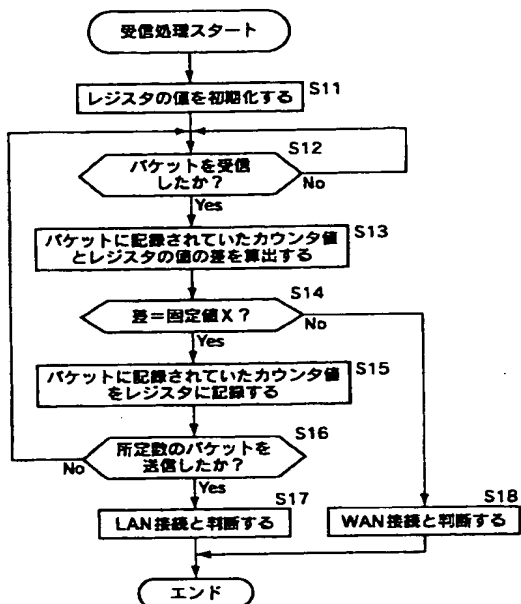 受信処理スタート
レジスタの値を初期化する
S11
S12
パケットを受信
したか？
No
Yes
S13
パケットに記録されていたカウンタ値
とレジスタの値の差を算出する
S14
差＝固定値X？
No
Yes
S15
パケットに記録されていたカウンタ値
をレジスタに記録する
S16
所定数のパケットを
送信したか？
No
Yes
S17
LAN接続と判断する
S18
WAN接続と判断する
エンド